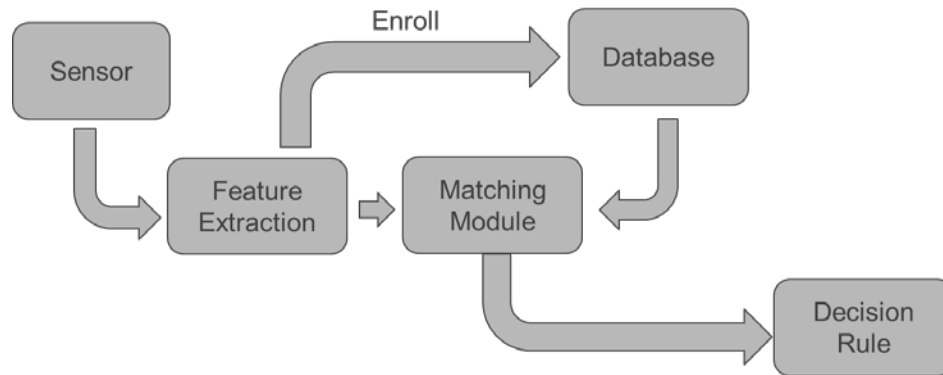 Enroll
Sensor
Database
Feature
Extraction
Matching
Module
Decision
Rule